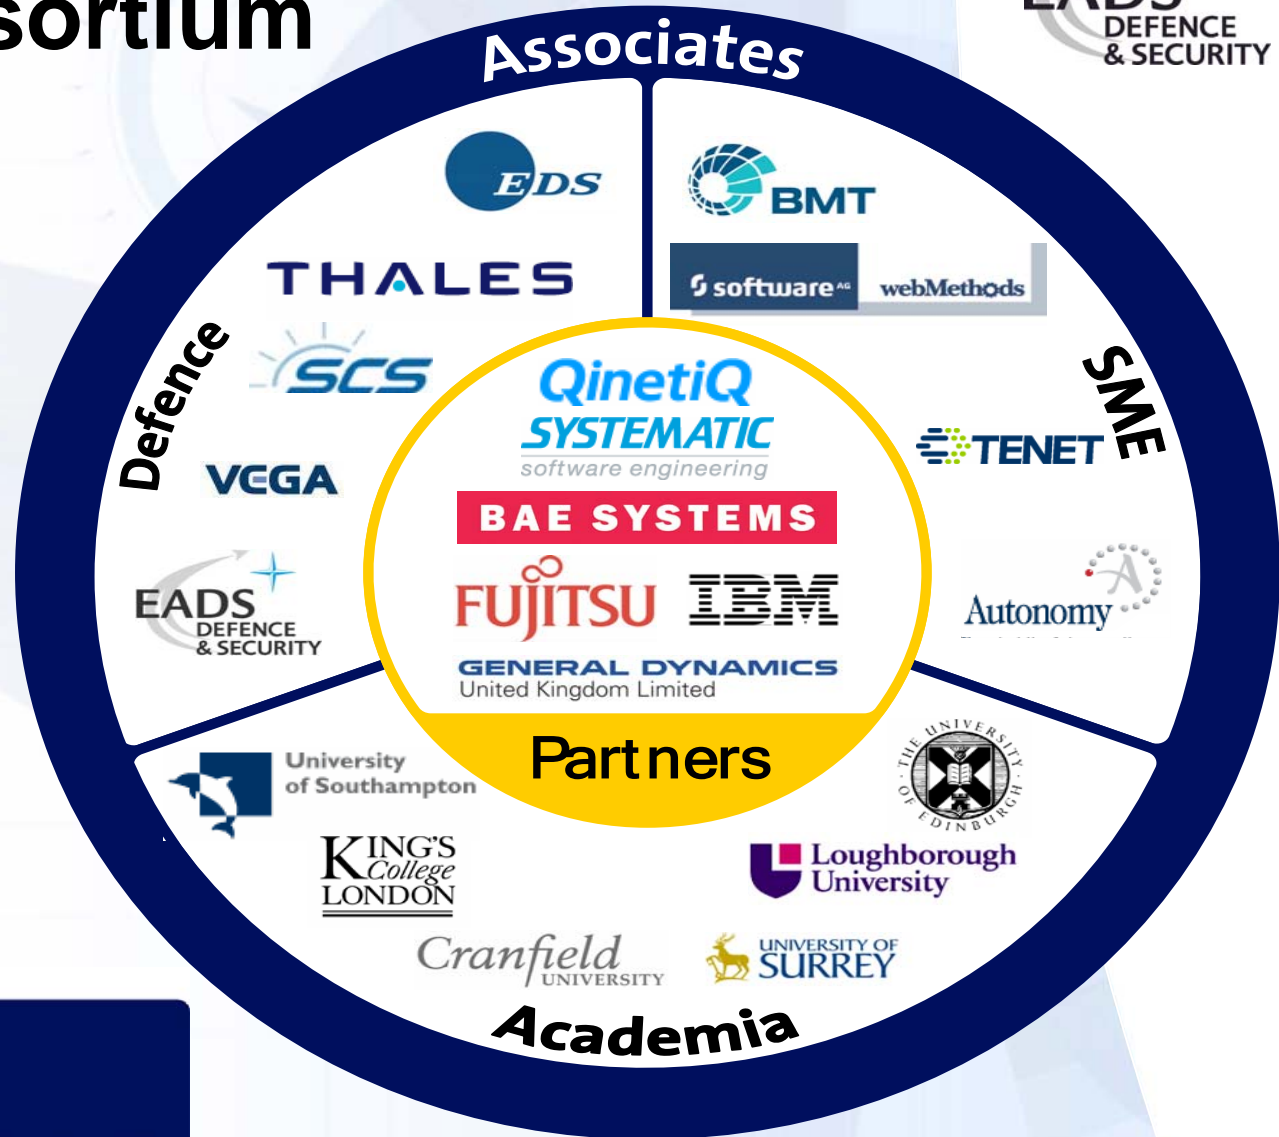 sortium
EADS
DEFENCE
& SECURITY
Associates
EDS
BMT
THALES
software AG
webMethods
Defence
SCS
QinetiQ
SYSTEMATIC
software engineering
SME
TENET
VEGA
BAE SYSTEMS
EADS
DEFENCE
& SECURITY
FUJITSU
IBM
A
Autonomy
GENERAL DYNAMICS
United Kingdom Limited
Partners
THE UNIVERSITY OF EDINBURGH
University
of Southampton
KING'S
College
LONDON
Loughborough
University
Cranfield
UNIVERSITY
UNIVERSITY OF
SURREY
Academia